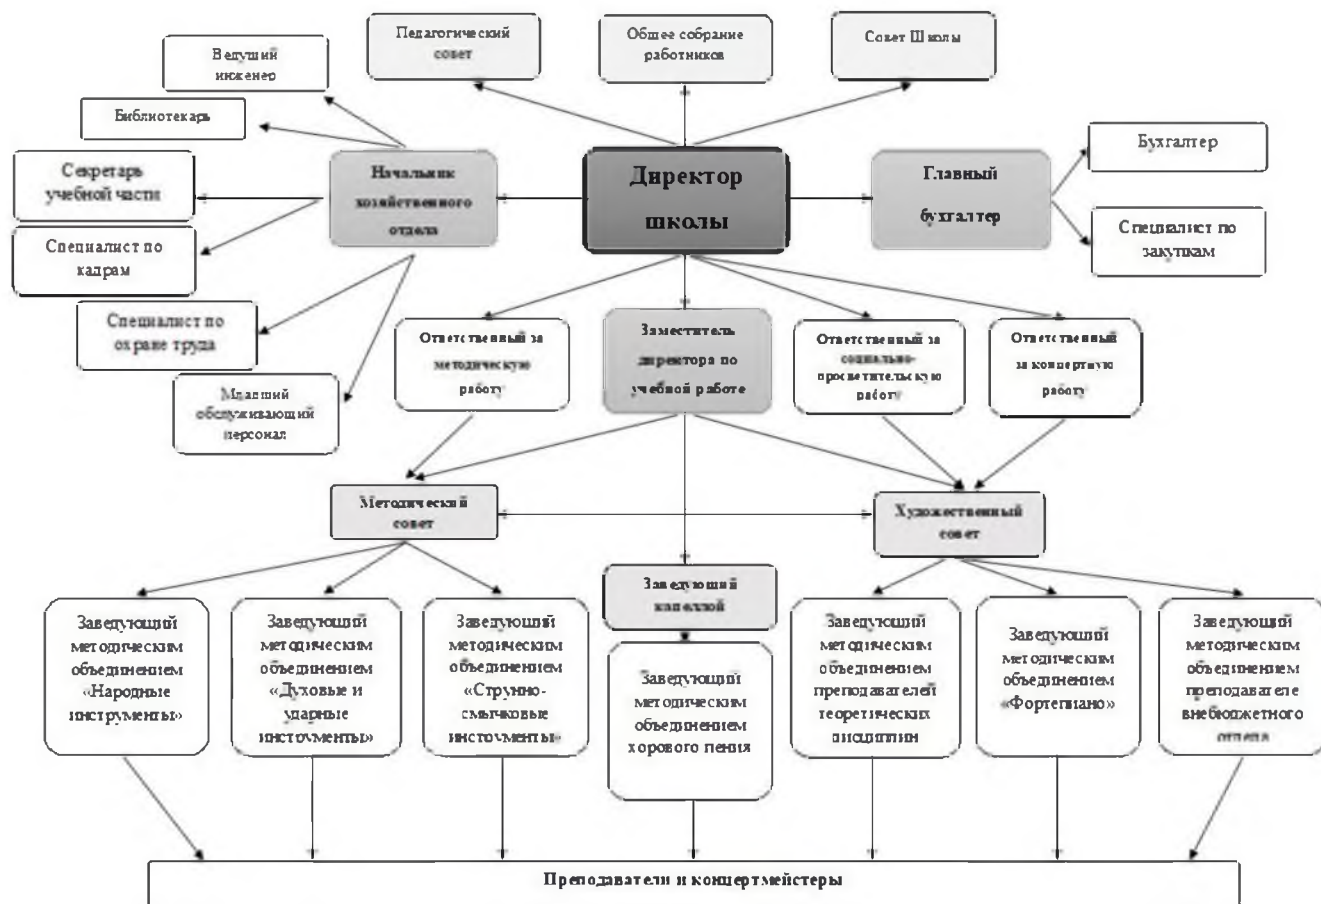 Педагогический
совет
Общее собрание
работников
Совет Школы
Ведущий
инженер
Библиотекарь
Секретарь
учебной части
Специалист по
кадрам
Специалист по
охране труда
Младший
обслуживающий
персонал
Начальник
хозяйственного
отдела
Директор
школы
Главный
бухгалтер
Бухгалтер
Специалист по
закупкам
Ответственный за
методическую
работу
Заместитель
директора по
учебной работе
Ответственный за
социально-
просветительскую
работу
Ответственный
за концертную
работу
Методический
совет
Художественный
совет
Заведующий
капеллой
Заведующий
методическим
объединением
«Народные
инструменты»
Заведующий
методическим
объединением
«Духовые и
ударные
инструменты»
Заведующий
методическим
объединением
«Струнно-
смычковые
инструменты»
Заведующий
методическим
объединением
хорового пения
Заведующий
методическим
объединением
преподавателей
теоретических
дисциплин
Заведующий
методическим
объединением
«Фортепиано»
Заведующий
методическим
объединением
преподавателе
внебюджетного
отдела
Преподаватели и концертмейстеры